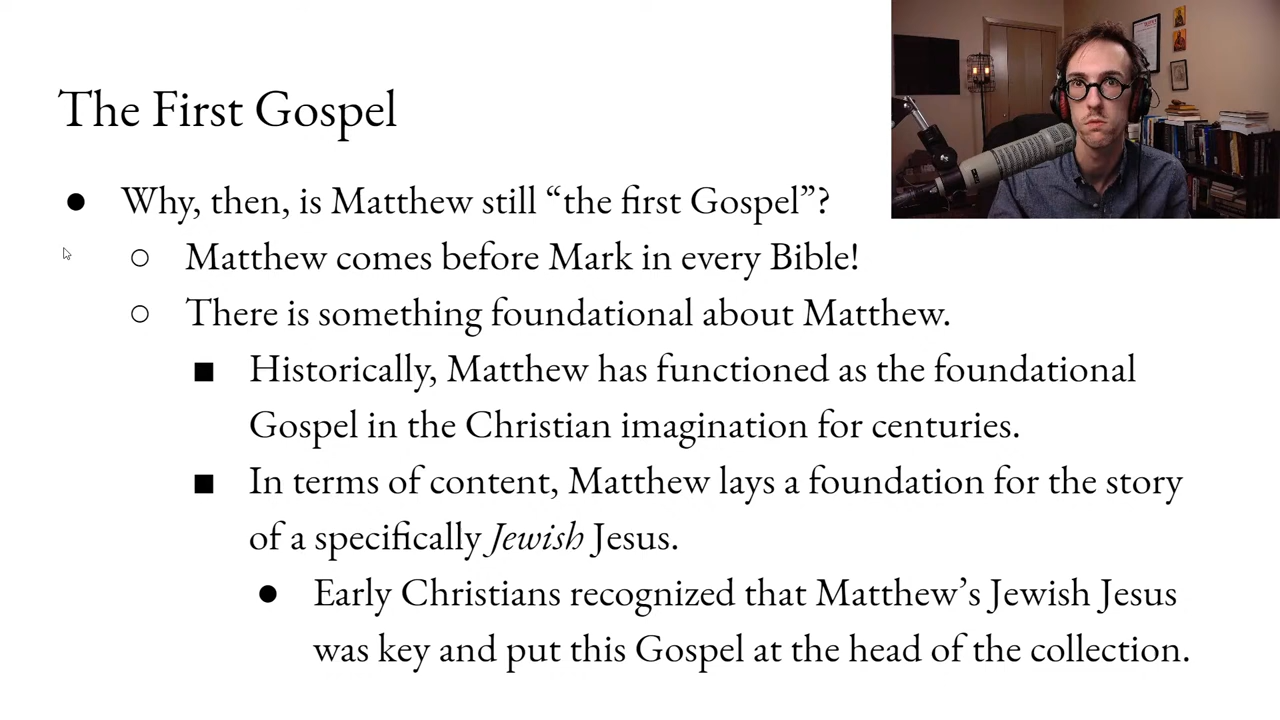 The First Gospel
● Why, then, is Matthew still “the first Gospel”?
○ Matthew comes before Mark in every Bible!
○ There is something foundational about Matthew.
■ Historically, Matthew has functioned as the foundational
Gospel in the Christian imagination for centuries.
■ In terms of content, Matthew lays a foundation for the story
of a specifically Jewish Jesus.
● Early Christians recognized that Matthew’s Jewish Jesus
was key and put this Gospel at the head of the collection.